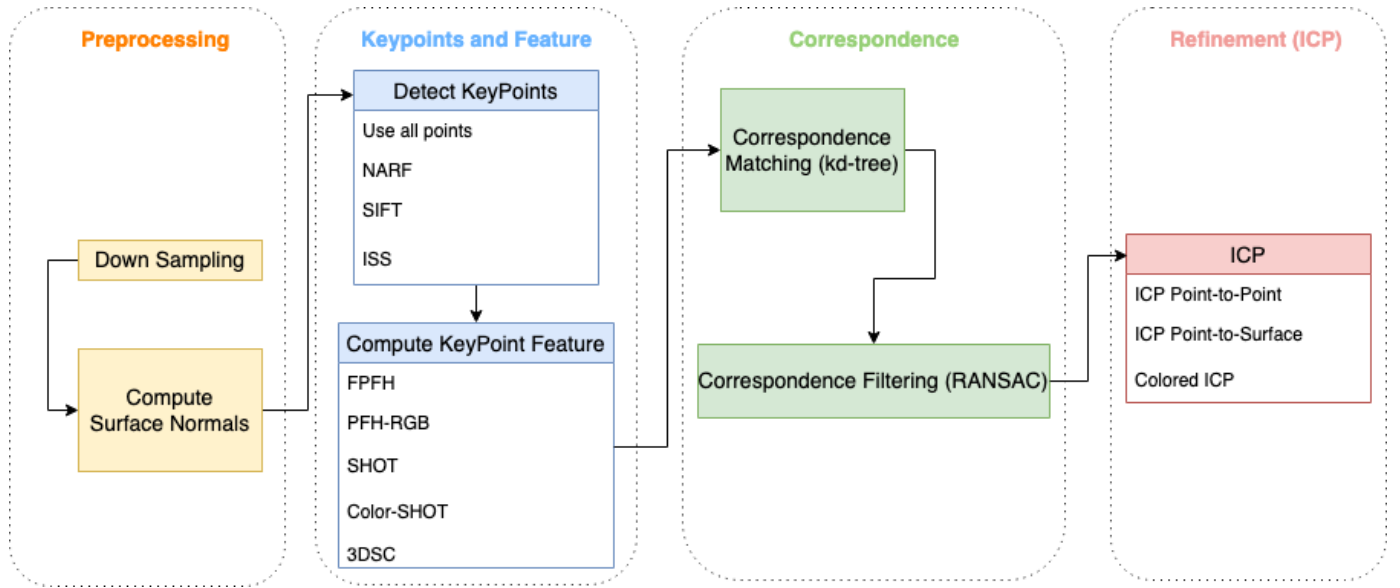 Preprocessing
Down Sampling
Compute
Surface Normals
Keypoints and Feature
Detect KeyPoints
Use all points
NARF
SIFT
ISS
Compute KeyPoint Feature
FPFH
PFH-RGB
SHOT
Color-SHOT
3DSC
Correspondence
Correspondence
Matching (kd-tree)
Correspondence Filtering (RANSAC)
Refinement (ICP)
ICP
ICP Point-to-Point
ICP Point-to-Surface
Colored ICP